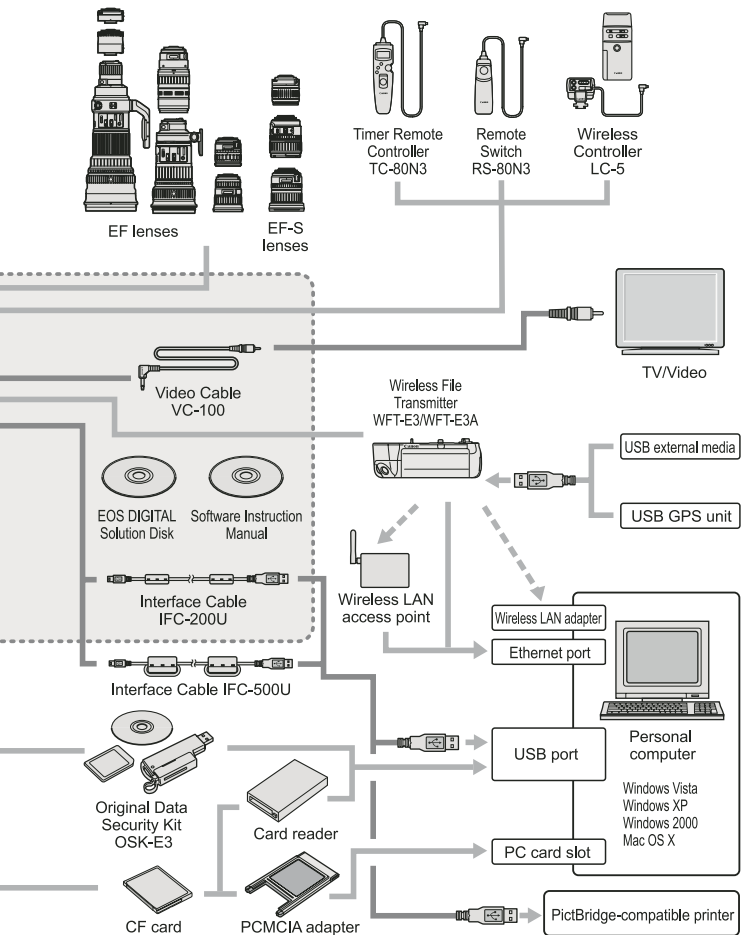 Timer Remote
Controller
TC-80N3
Remote
Switch
RS-80N3
Wireless
Controller
LC-5
EF lenses
EF-S
lenses
TV/Video
Video Cable
VC-100
Wireless File
Transmitter
WFT-E3/WFT-E3A
Canon
USB external media
USB GPS unit
EOS DIGITAL
Solution Disk
Software Instruction
Manual
Interface Cable
IFC-200U
Wireless LAN
access point
Wireless LAN adapter
Ethernet port
Interface Cable IFC-500U
USB port
Personal
computer
Windows Vista
Windows XP
Windows 2000
Mac OS X
Original Data
Security Kit
OSK-E3
Card reader
PC card slot
CF card
PCMCIA adapter
PictBridge-compatible printer